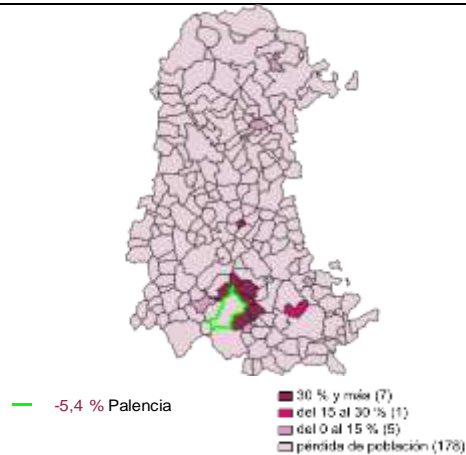 -5,4 % Palencia
30 % y más (7)
del 15 al 30 % (1)
del 0 al 15 % (5)
pérdida de población (178)